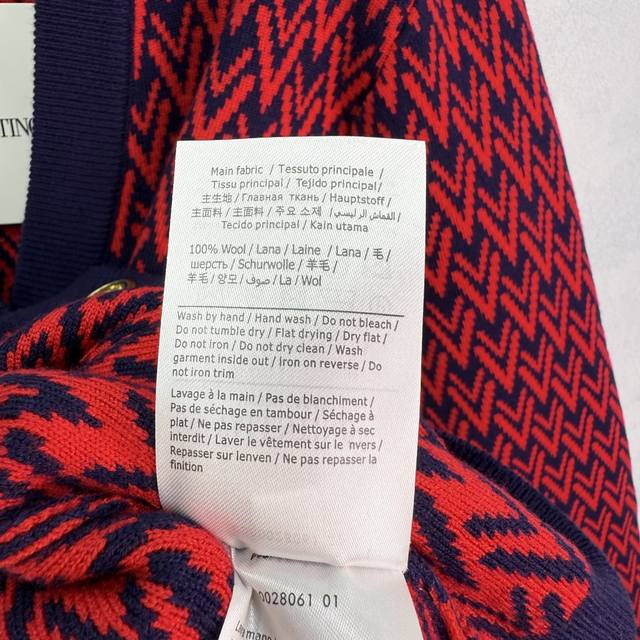 TINO
Main fabric / Tessuto principale /
Tissu principal / Tejido principal /
主生地 / Главная ткань / Hauptstoff /
主面料 / 主面料 / 주요 소재 / القماش الرئيسي /
Tecido principal / Kain utama
100% Wool / Lana / Laine / Lana / 毛 /
шерсть / Schurwolle / 羊毛 /
羊毛 / 양모 / صوف / La / Wol
Wash by hand / Hand wash / Do not bleach /
Do not tumble dry / Flat drying / Dry flat /
Do not iron / Do not dry clean / Wash
garment inside out / Iron on reverse / Do
not iron trim
Lavage à la main / Pas de blanchiment /
Pas de séchage en tambour / Séchage à
plat / Ne pas repasser / Nettoyage à sec
interdit / Laver le vêtement sur le nvers /
Repasser sur lenven / Ne pas repasser la
finition
0028061 01